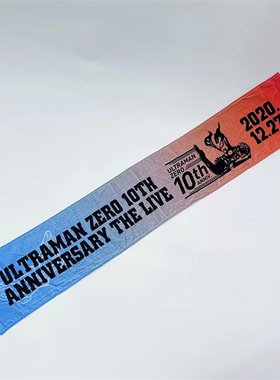 ULTRAMAN ZERO 10TH
ANNIVERSARY THE LIVE
ULTRAMAN
ZERO
10th
ANNIV.
2020.
12.27